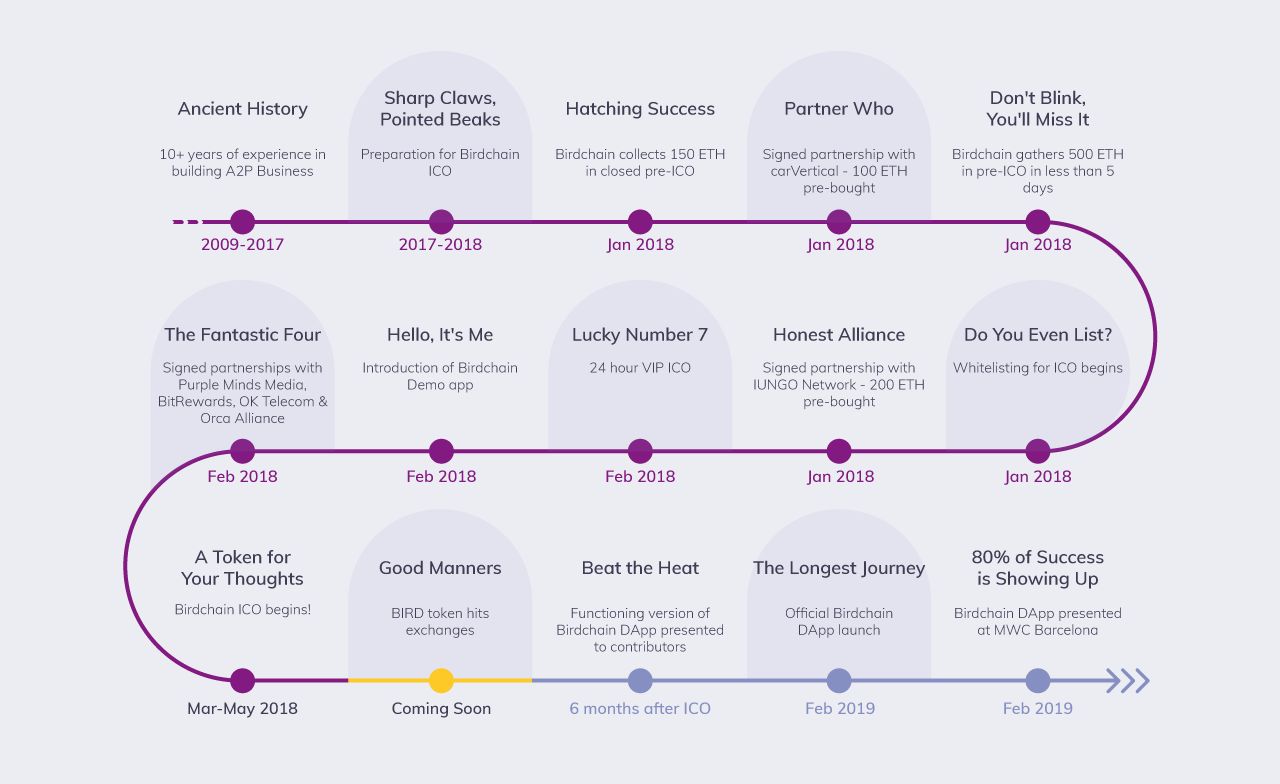 Ancient History
10+ years of experience in
building A2P Business
2009-2017
Sharp Claws,
Pointed Beaks
Preparation for Birdchain
ICO
2017-2018
Hatching Success
Birdchain collects 150 ETH
in closed pre-ICO
Jan 2018
Partner Who
Signed partnership with
carVertical - 100 ETH
pre-bought
Jan 2018
Don't Blink,
You'll Miss It
Birdchain gathers 500 ETH
in pre-ICO in less than 5
days
Jan 2018
Do You Even List?
Whitelisting for ICO begins
Jan 2018
Honest Alliance
Signed partnership with
IUNGO Network - 200 ETH
pre-bought
Jan 2018
Lucky Number 7
24 hour VIP ICO
Feb 2018
Hello, It's Me
Introduction of Birdchain
Demo app
Feb 2018
The Fantastic Four
Signed partnerships with
Purple Minds Media,
BitRewards, OK Telecom &
Orca Alliance
Feb 2018
A Token for
Your Thoughts
Birdchain ICO begins!
Mar-May 2018
Good Manners
BIRD token hits
exchanges
Coming Soon
Beat the Heat
Functioning version of
Birdchain DApp presented
to contributors
6 months after ICO
The Longest Journey
Official Birdchain
DApp launch
Feb 2019
80% of Success
is Showing Up
Birdchain DApp presented
at MWC Barcelona
Feb 2019